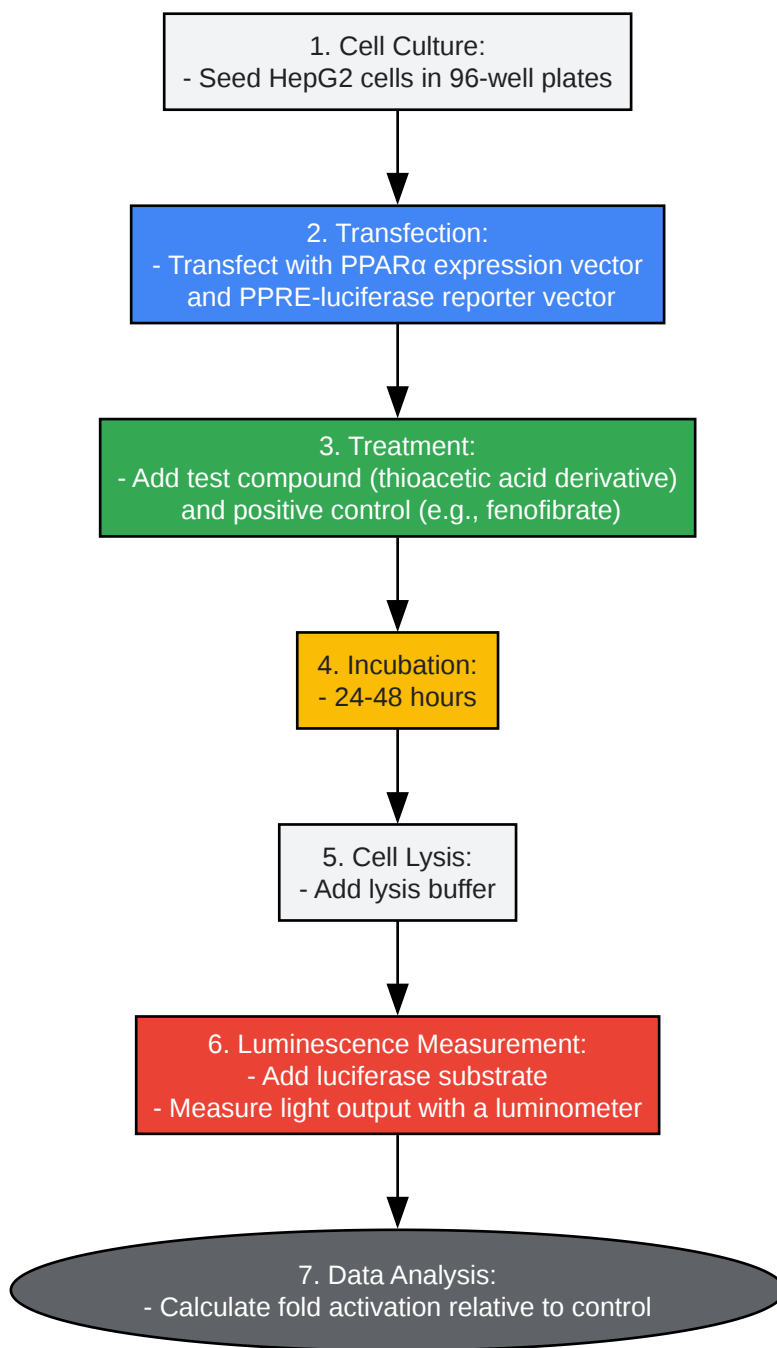 1. Cell Culture:
- Seed HepG2 cells in 96-well plates
2. Transfection:
- Transfect with PPARα expression vector
and PPRE-luciferase reporter vector
3. Treatment:
- Add test compound (thioacetic acid derivative)
and positive control (e.g., fenofibrate)
4. Incubation:
- 24-48 hours
5. Cell Lysis:
- Add lysis buffer
6. Luminescence Measurement:
- Add luciferase substrate
- Measure light output with a luminometer
7. Data Analysis:
- Calculate fold activation relative to control